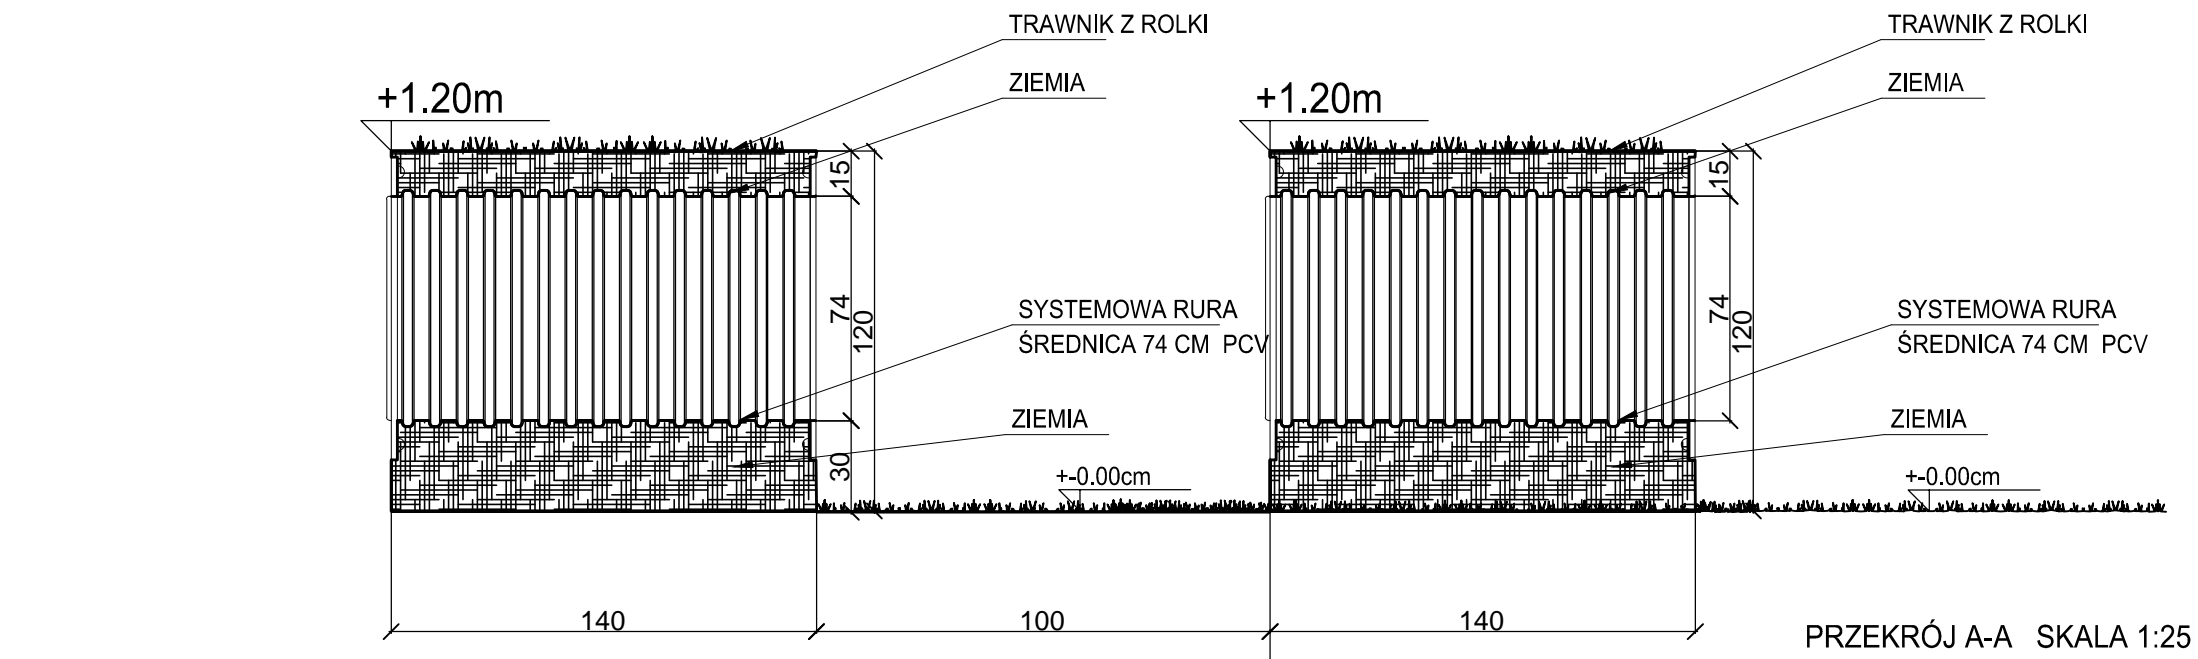 TRAWNIK Z ROLKI
TRAWNIK Z ROLKI
ZIEMIA
ZIEMIA
+1.20m
+1.20m
15
15
74
120
74
120
SYSTEMOWA RURA
ŚREDNICA 74 CM PCV
SYSTEMOWA RURA
ŚREDNICA 74 CM PCV
ZIEMIA
ZIEMIA
30
+-0.00cm
+-0.00cm
140
100
140
PRZEKRÓJ A-A SKALA 1:25